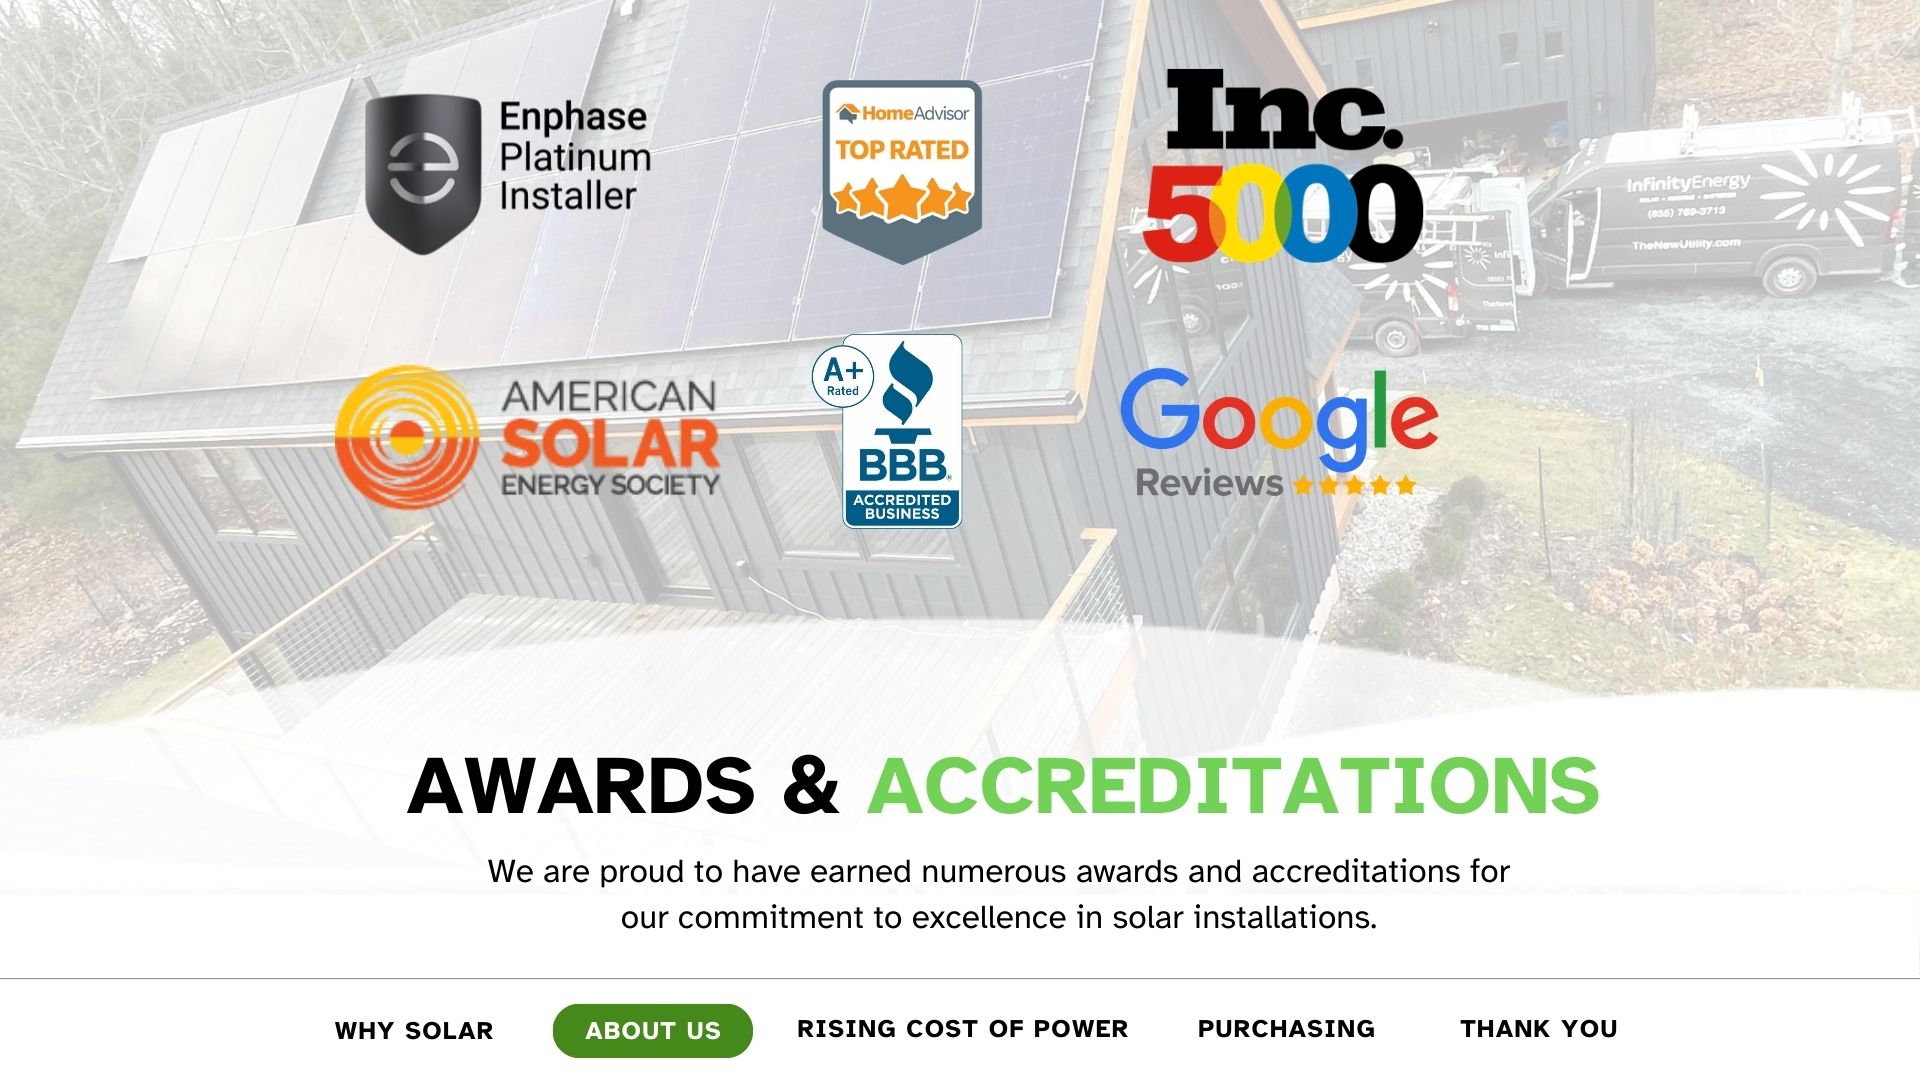 Enphase
Platinum
Installer
HomeAdvisor
TOP RATED
Inc.
5000
InfinityEnergy
(855) 769-3713
TheNewUtility.com
AMERICAN
SOLAR
ENERGY SOCIETY
A+
Rated
BBB
ACCREDITED
BUSINESS
Google
Reviews
AWARDS & ACCREDITATIONS
We are proud to have earned numerous awards and accreditations for
our commitment to excellence in solar installations.
WHY SOLAR
ABOUT US
RISING COST OF POWER
PURCHASING
THANK YOU